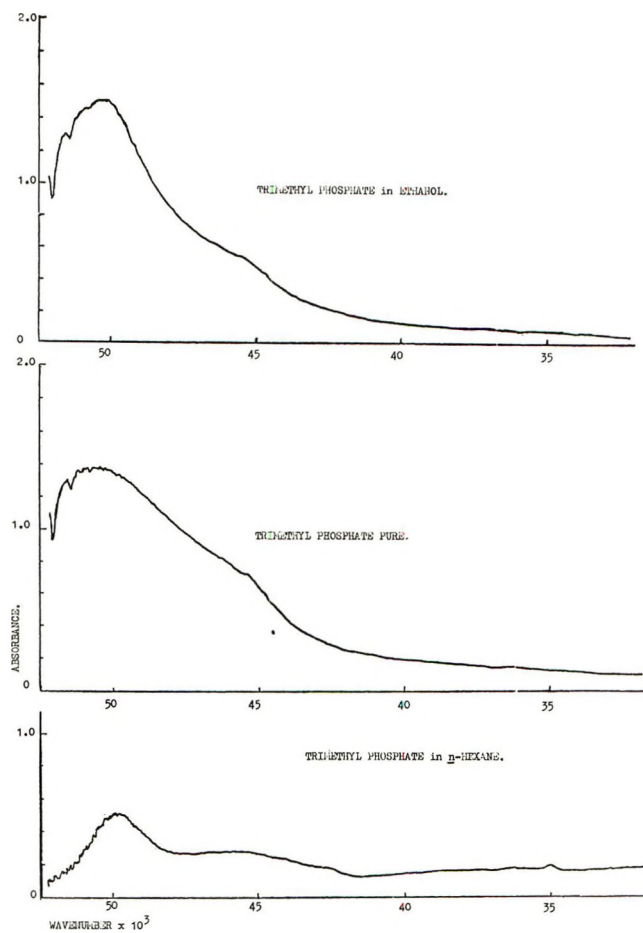 2.0
TRIMETHYL PHOSPHATE in ETHANOL.
1.0
0
50 45 40 35
2.0
TRIMETHYL PHOSPHATE PURE.
1.0
ABSORBANCE.
0
50 45 40 35
TRIMETHYL PHOSPHATE in n-HEXANE.
1.0
0
50 45 40 35
WAVENUMBER x 10³